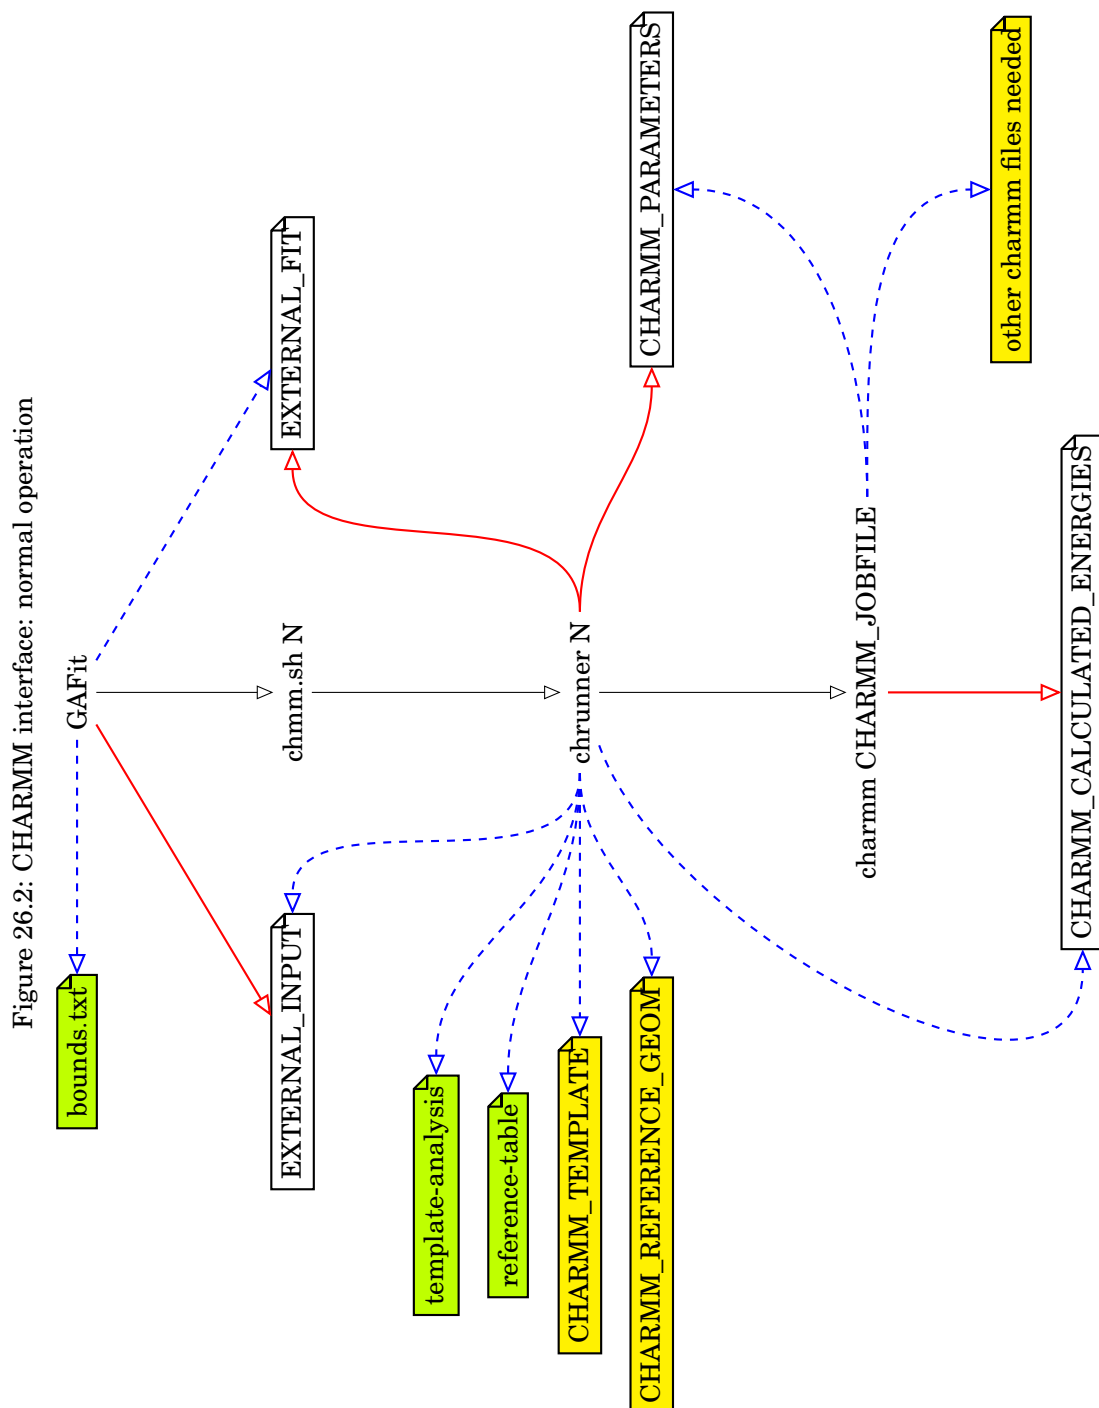 Figure 26.2: CHARMM interface: normal operation
bounds.txt
GAFit
EXTERNAL_INPUT
chmm.sh N
EXTERNAL_FIT
template-analysis
reference-table
CHARMM_TEMPLATE
chrunner N
CHARMM_REFERENCE_GEOM
CHARMM_PARAMETERS
charmm CHARMM_JOBFILE
other charmm files needed
CHARMM_CALCULATED_ENERGIES